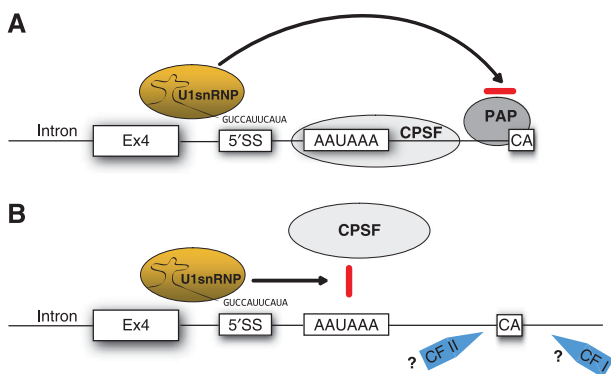 A
U1snRNP
GUCCAUUCAUA
PAP
Intron
Ex4
5'SS
AAUAAA
CPSF
CA
B
CPSF
U1snRNP
GUCCAUUCAUA
Intron
Ex4
5'SS
AAUAAA
CA
? CF II
? CF I